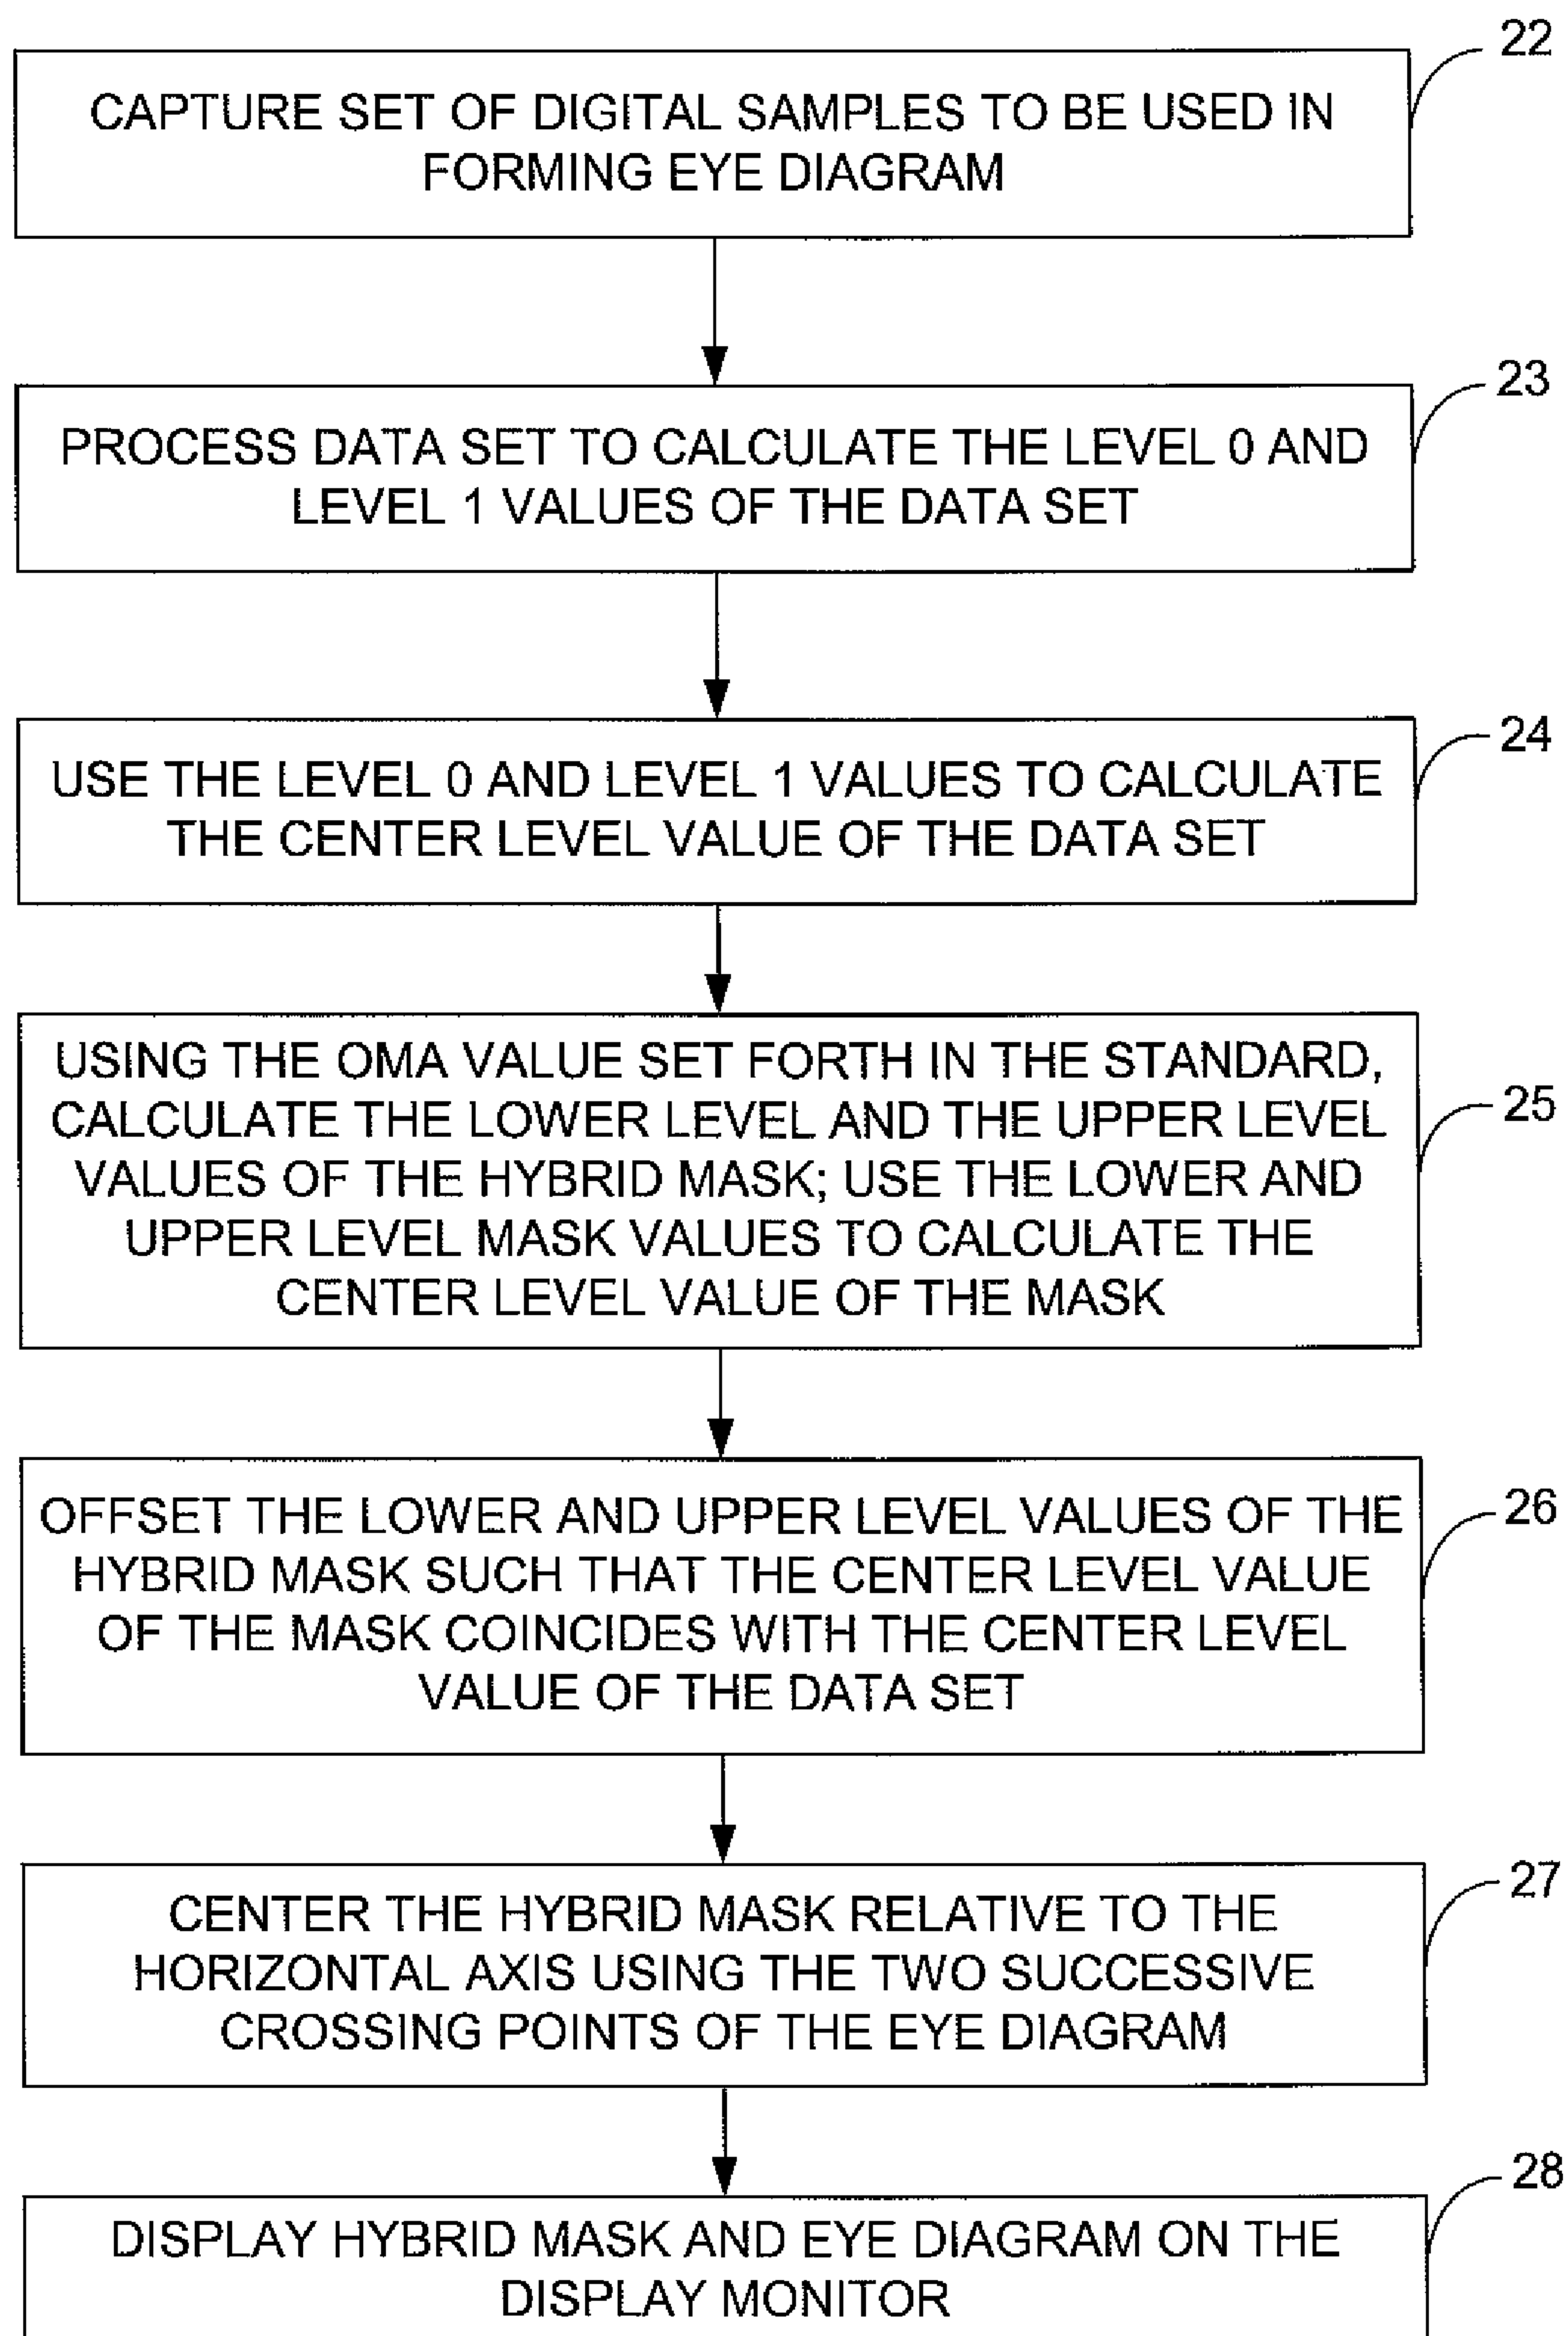 22
CAPTURE SET OF DIGITAL SAMPLES TO BE USED IN
FORMING EYE DIAGRAM
23
PROCESS DATA SET TO CALCULATE THE LEVEL 0 AND
LEVEL 1 VALUES OF THE DATA SET
24
USE THE LEVEL 0 AND LEVEL 1 VALUES TO CALCULATE
THE CENTER LEVEL VALUE OF THE DATA SET
25
USING THE OMA VALUE SET FORTH IN THE STANDARD,
CALCULATE THE LOWER LEVEL AND THE UPPER LEVEL
VALUES OF THE HYBRID MASK; USE THE LOWER AND
UPPER LEVEL MASK VALUES TO CALCULATE THE
CENTER LEVEL VALUE OF THE MASK
26
OFFSET THE LOWER AND UPPER LEVEL VALUES OF THE
HYBRID MASK SUCH THAT THE CENTER LEVEL VALUE
OF THE MASK COINCIDES WITH THE CENTER LEVEL
VALUE OF THE DATA SET
27
CENTER THE HYBRID MASK RELATIVE TO THE
HORIZONTAL AXIS USING THE TWO SUCCESSIVE
CROSSING POINTS OF THE EYE DIAGRAM
28
DISPLAY HYBRID MASK AND EYE DIAGRAM ON THE
DISPLAY MONITOR